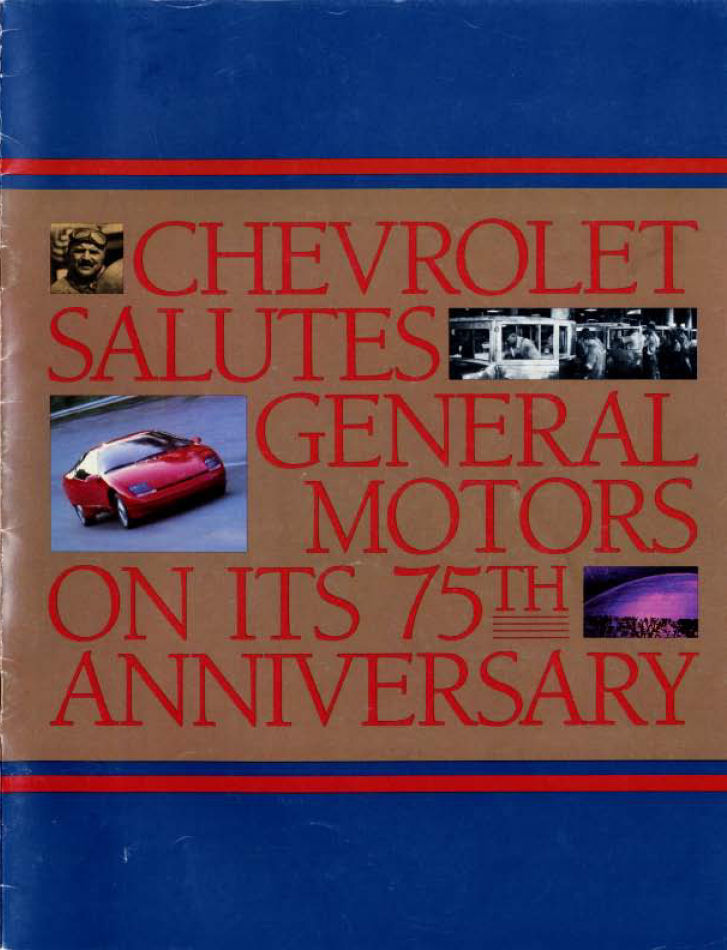 CHEVROLET
SALUTES
GENERAL
MOTORS
ON ITS 75TH
ANNIVERSARY